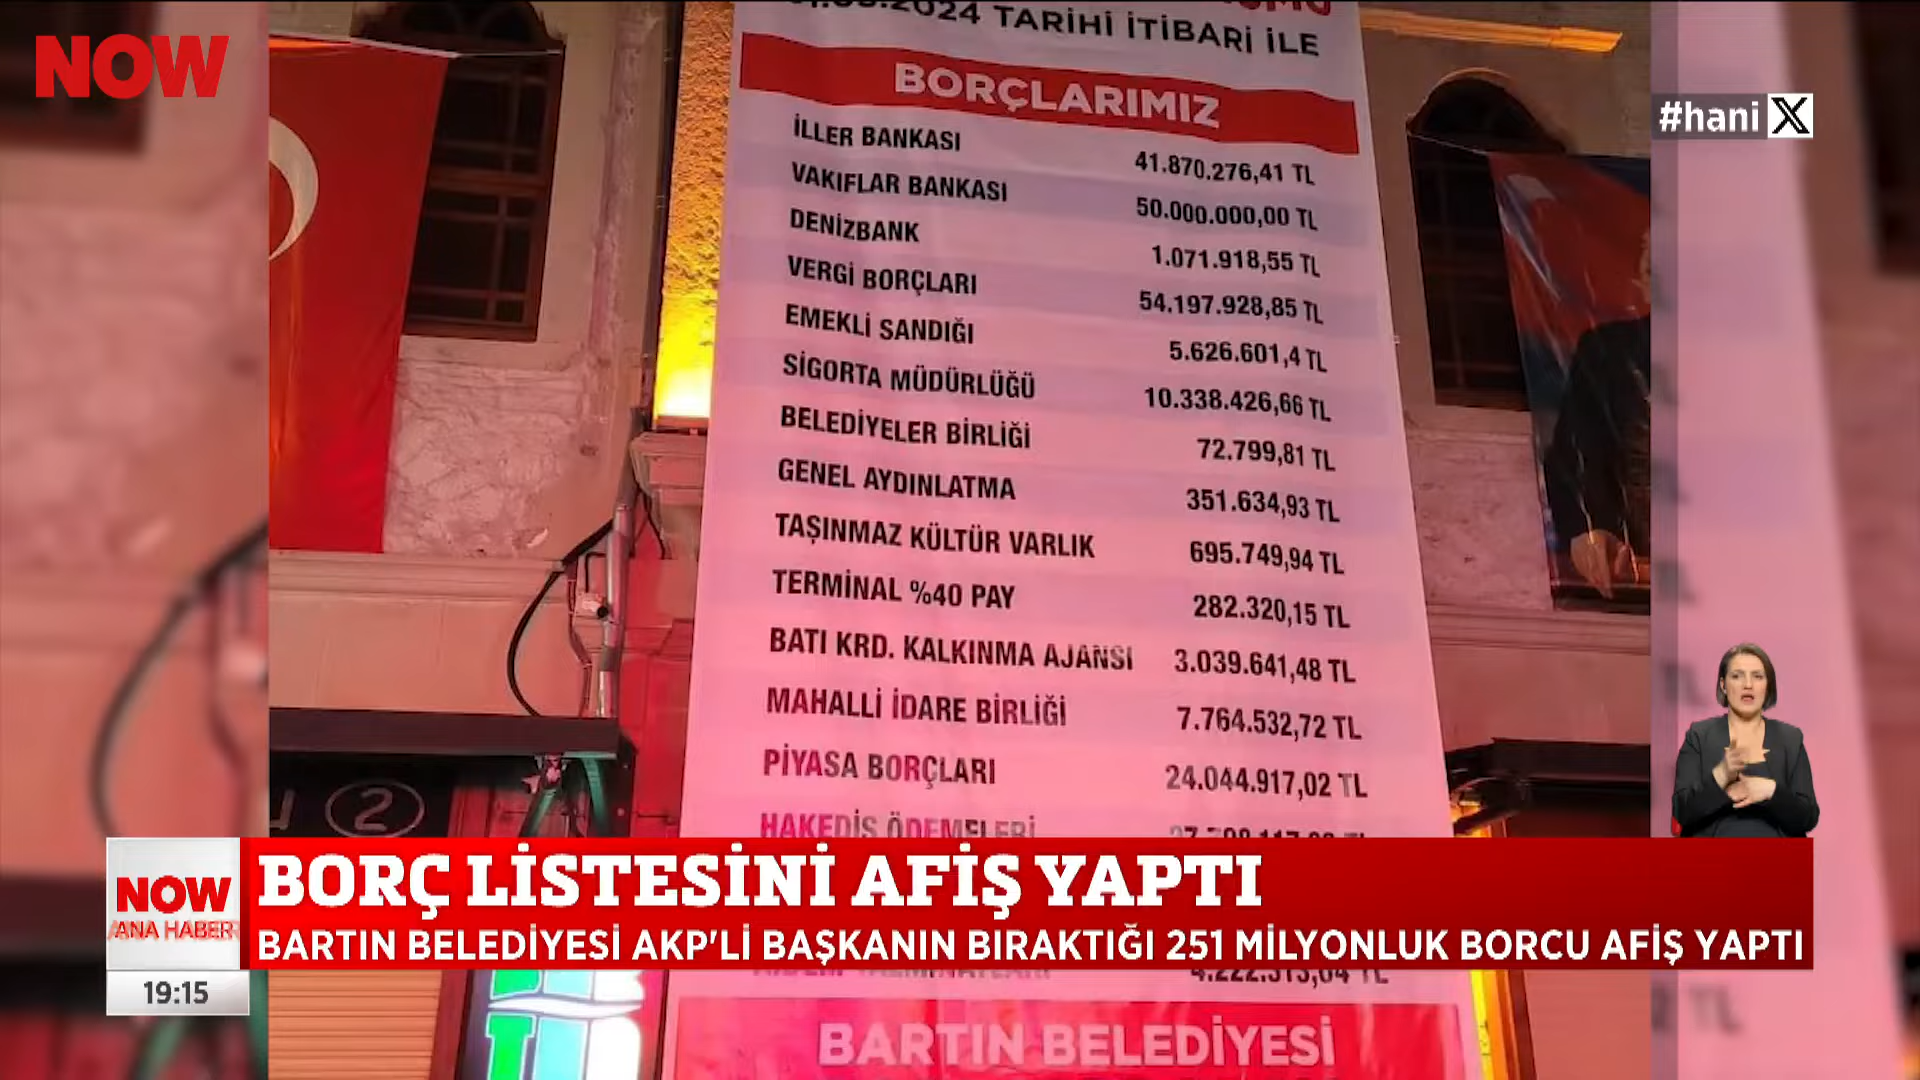 NOW
#hani X
2024 TARİHİ İTİBARİ İLE
BORÇLARIMIZ
İLLER BANKASI 41.870.276,41 TL
VAKIFLAR BANKASI 50.000.000,00 TL
DENİZBANK 1.071.918,55 TL
VERGİ BORÇLARI 54.197.928,85 TL
EMEKLİ SANDIĞI 5.626.601,4 TL
SİGORTA MÜDÜRLÜĞÜ 10.338.426,66 TL
BELEDİYELER BİRLİĞİ 72.799,81 TL
GENEL AYDINLATMA 351.634,93 TL
TAŞINMAZ KÜLTÜR VARLIK 695.749,94 TL
TERMİNAL %40 PAY 282.320,15 TL
BATI KRD. KALKINMA AJANSI 3.039.641,48 TL
MAHALLİ İDARE BİRLİĞİ 7.764.532,72 TL
PİYASA BORÇLARI 24.044.917,02 TL
HAKEDİŞ ÖDEMELERİ
2
NOW
ANA HABER
19:15
BORÇ LİSTESİNİ AFİŞ YAPTI
BARTIN BELEDİYESİ AKP'Lİ BAŞKANIN BIRAKTIĞI 251 MİLYONLUK BORCU AFİŞ YAPTI
BARTIN BELEDİYESİ